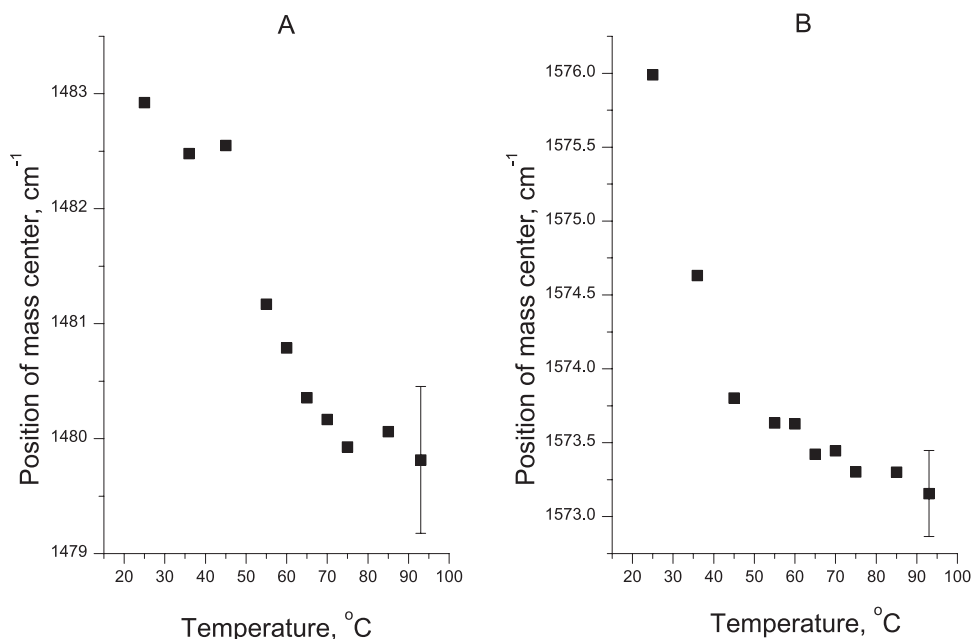 A
Position of mass center, cm-1
1483
1482
1481
1480
1479
20 30 40 50 60 70 80 90 100
Temperature, oC
B
Position of mass center, cm-1
1576.0
1575.5
1575.0
1574.5
1574.0
1573.5
1573.0
20 30 40 50 60 70 80 90 100
Temperature, oC